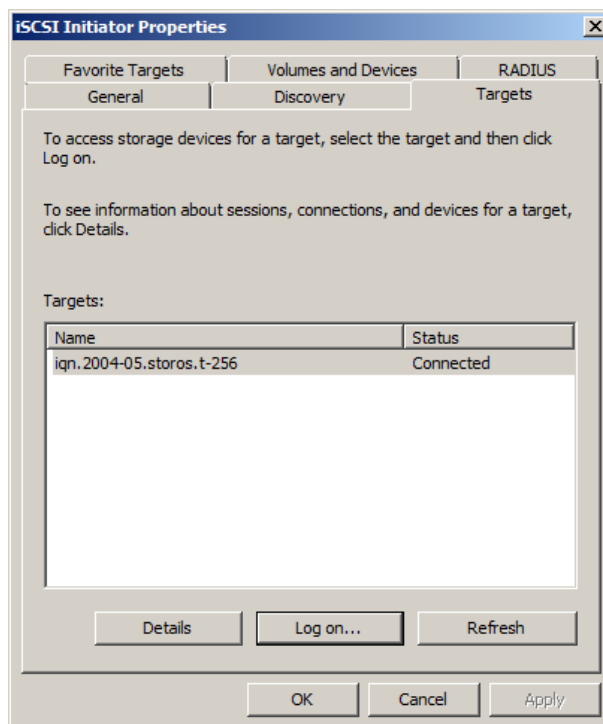 iSCSI Initiator Properties
Favorite Targets Volumes and Devices RADIUS
General Discovery Targets
To access storage devices for a target, select the target and then click
Log on.
To see information about sessions, connections, and devices for a target,
click Details.
Targets:
Name Status
iqn.2004-05.storos.t-256 Connected
Details Log on... Refresh
OK Cancel Apply